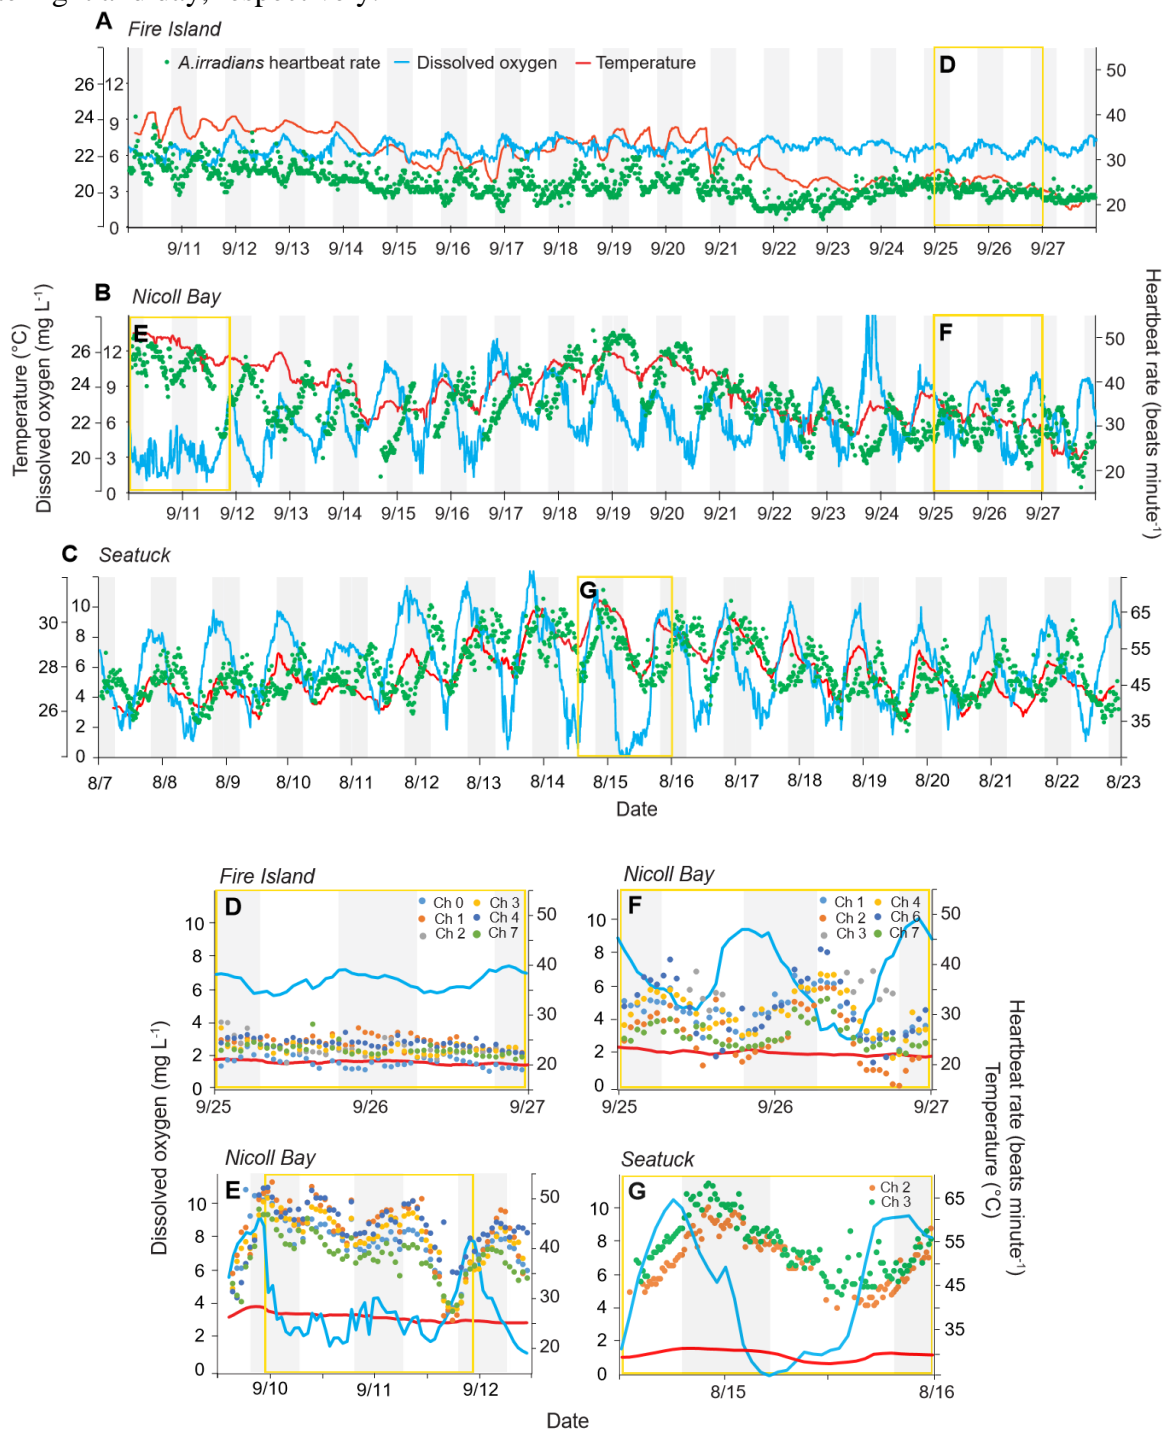 to night and day, respectively.
A Fire Island
A.irradians heartbeat rate Dissolved oxygen Temperature
D
26 12 50
24 9 40
22 6 30
20 3 20
0
9/11 9/12 9/13 9/14 9/15 9/16 9/17 9/18 9/19 9/20 9/21 9/22 9/23 9/24 9/25 9/26 9/27
B Nicoll Bay
E F
26 12 50
24 9 40
22 6 30
20 3 20
0
9/11 9/12 9/13 9/14 9/15 9/16 9/17 9/18 9/19 9/20 9/21 9/22 9/23 9/24 9/25 9/26 9/27
Temperature (°C)
Dissolved oxygen (mg L-1)
Heartbeat rate (beats minute-1)
C Seatuck
G
30 10 65
8 55
28 6 45
26 4 35
2
0
8/7 8/8 8/9 8/10 8/11 8/12 8/13 8/14 8/15 8/16 8/17 8/18 8/19 8/20 8/21 8/22 8/23
Date
Fire Island
D
Ch 0 Ch 3
Ch 1 Ch 4
Ch 2 Ch 7
10 50
8 40
6 30
4 20
2
0
9/25 9/26 9/27
Nicoll Bay
F
Ch 1 Ch 4
Ch 2 Ch 6
Ch 3 Ch 7
10 50
8 40
6 30
4 20
2
0
9/25 9/26 9/27
Dissolved oxygen (mg L-1)
Heartbeat rate (beats minute-1)
Temperature (°C)
Nicoll Bay
E
10 50
8 40
6 30
4 20
2
0
9/10 9/11 9/12
Seatuck
G
Ch 2
Ch 3
10 65
8 55
6 45
4 35
2
0
8/15 8/16
Date